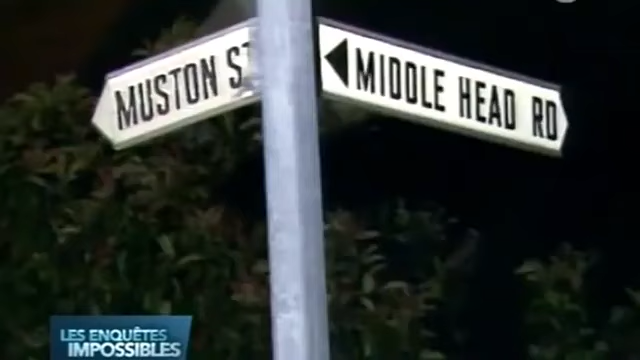 MUSTON ST
MIDDLE HEAD RD
LES ENQUÊTES
IMPOSSIBLES